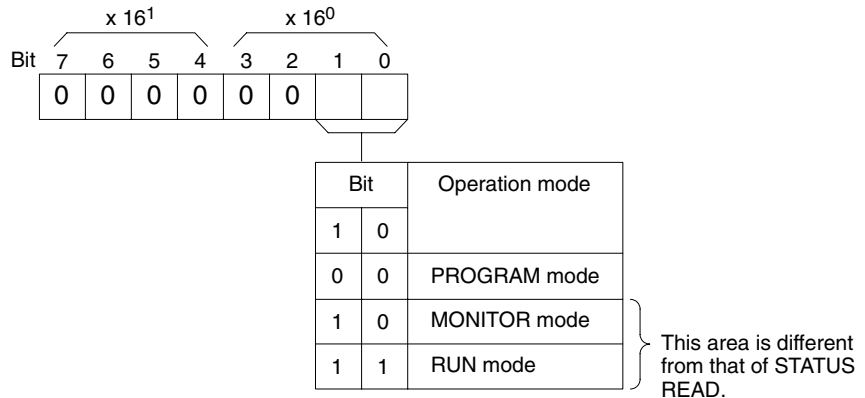 x 16¹ x 16⁰
Bit 7 6 5 4 3 2 1 0
0 0 0 0 0 0
Bit Operation mode
1 0
0 0 PROGRAM mode
1 0 MONITOR mode
1 1 RUN mode
This area is different
from that of STATUS
READ.